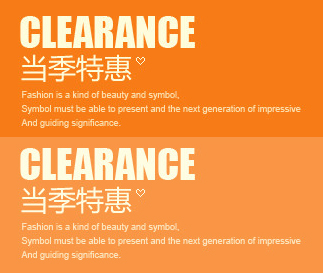 CLEARANCE
当季特惠♡
Fashion is a kind of beauty and symbol,
Symbol must be able to present and the next generation of impressive
And guiding significance.
CLEARANCE
当季特惠♡
Fashion is a kind of beauty and symbol,
Symbol must be able to present and the next generation of impressive
And guiding significance.